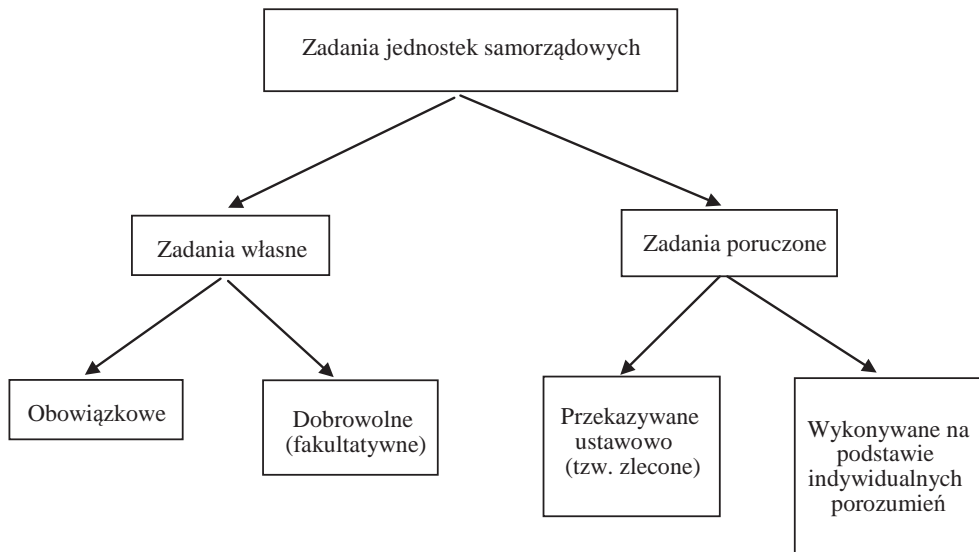 Zadania jednostek samorządowych
Zadania własne
Zadania poruczone
Obowiązkowe
Dobrowolne
(fakultatywne)
Przekazywane
ustawowo
(tzw. zlecone)
Wykonywane na
podstawie
indywidualnych
porozumień